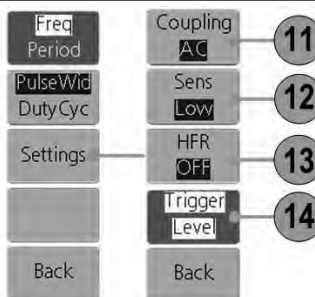 Freq
Period
PulseWid
DutyCyc
Settings
Back
Coupling
AC
Sens
Low
HFR
OFF
Trigger
Level
Back
11
12
13
14